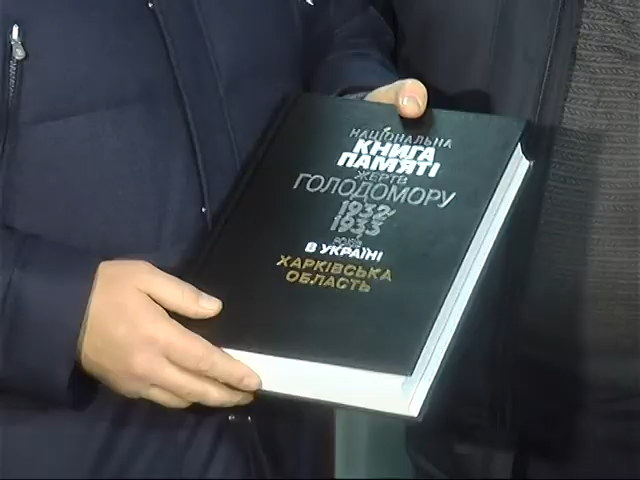 НАЦІОНАЛЬНА
КНИГА
ПАМ'ЯТІ
ЖЕРТВ
ГОЛОДОМОРУ
1932-
1933
РОКІВ
В УКРАЇНІ
ХАРКІВСЬКА
ОБЛАСТЬ